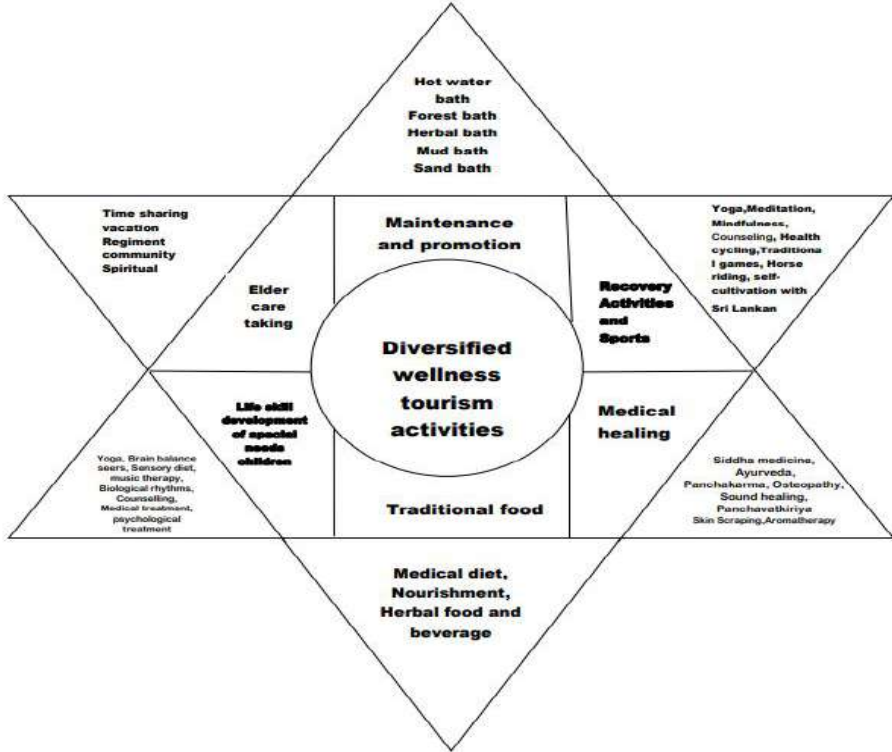 Hot water
bath
Forest bath
Herbal bath
Mud bath
Sand bath
Time sharing
vacation
Regiment
community
Spiritual
Maintenance
and promotion
Yoga,Meditation,
Mindfulness,
Counseling, Health
cycling,Traditiona
l games, Horse
riding, self-
cultivation with
Sri Lankan
Elder
care
taking
Recovery
Activities
and
Sports
Diversified
wellness
tourism
activities
Life skill
development
of special
needs
children
Medical
healing
Yoga, Brain balance
seers, Sensory diet,
music therapy,
Biological rhythms,
Counselling,
Medical treatment,
psychological
treatment
Siddha medicine,
Ayurveda,
Panchakarma, Osteopathy,
Sound healing,
Panchavatkiriya
Skin Scraping,Aromatherapy
Traditional food
Medical diet,
Nourishment,
Herbal food and
beverage